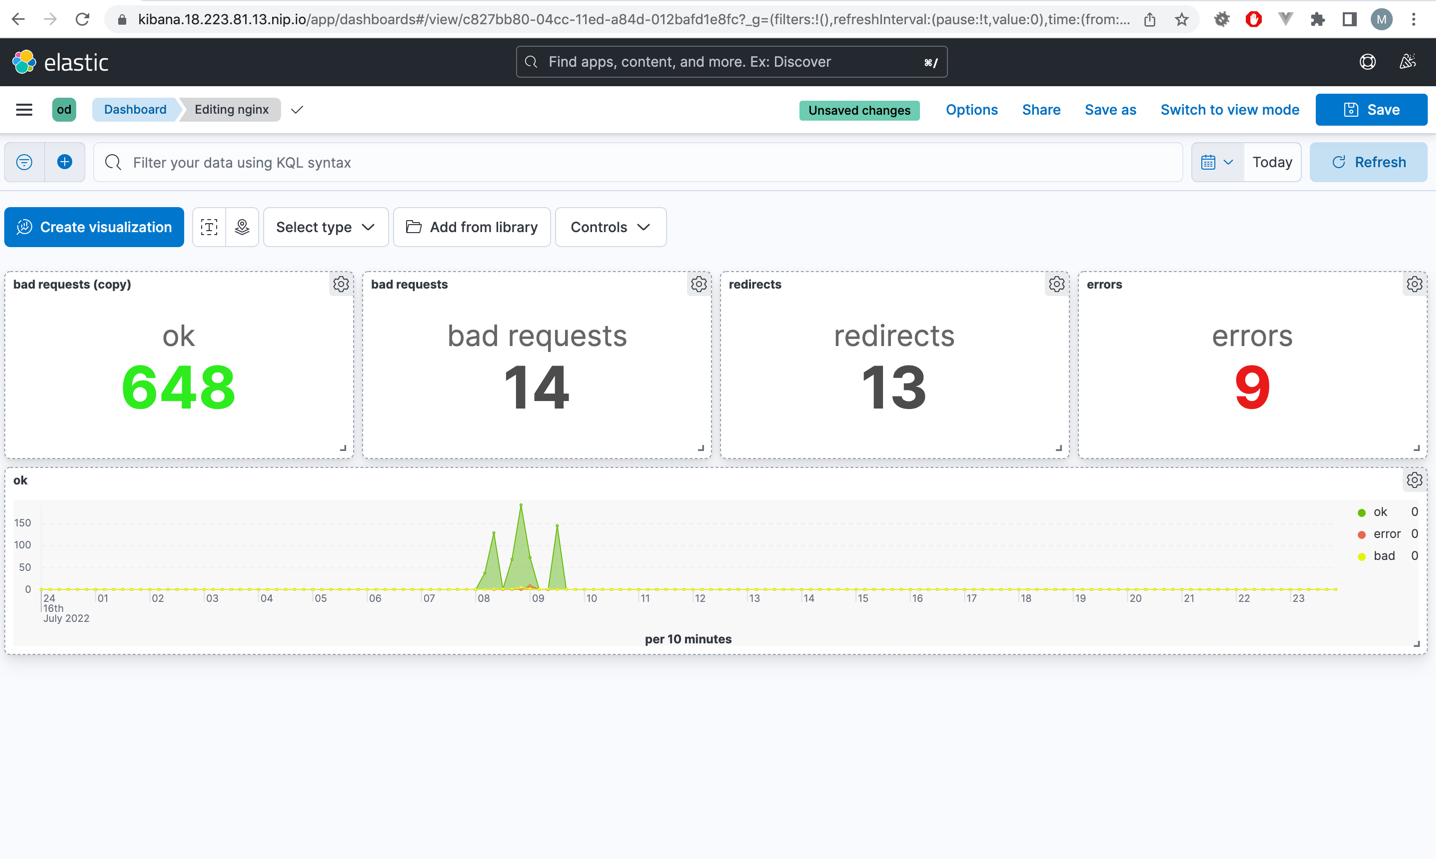 kibana.18.223.81.13.nip.io/app/dashboards#/view/c827bb80-04cc-11ed-a84d-012bafd1e8fc?_g=(filters:!(),refreshInterval:(pause:!t,value:0),time:(from:...
M
elastic
Find apps, content, and more. Ex: Discover
⌘/
od
Dashboard
Editing nginx
Unsaved changes
Options
Share
Save as
Switch to view mode
Save
Filter your data using KQL syntax
Today
Refresh
Create visualization
Select type
Add from library
Controls
bad requests (copy)
ok
648
bad requests
bad requests
14
redirects
redirects
13
errors
errors
9
ok
150
100
50
0
24 01 02 03 04 05 06 07 08 09 10 11 12 13 14 15 16 17 18 19 20 21 22 23
16th
July 2022
per 10 minutes
ok 0
error 0
bad 0